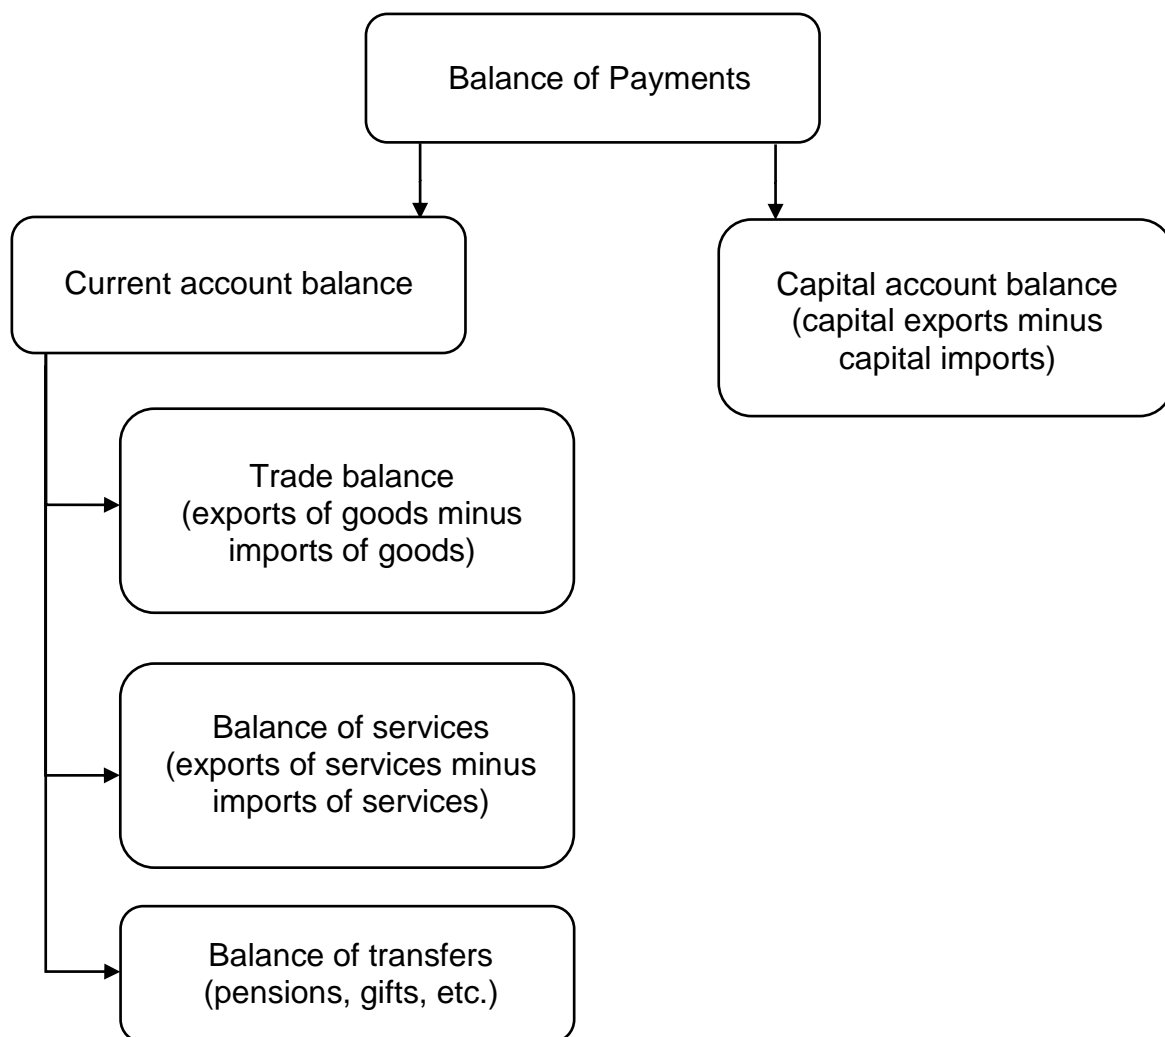 Balance of Payments
Current account balance
Capital account balance
(capital exports minus
capital imports)
Trade balance
(exports of goods minus
imports of goods)
Balance of services
(exports of services minus
imports of services)
Balance of transfers
(pensions, gifts, etc.)